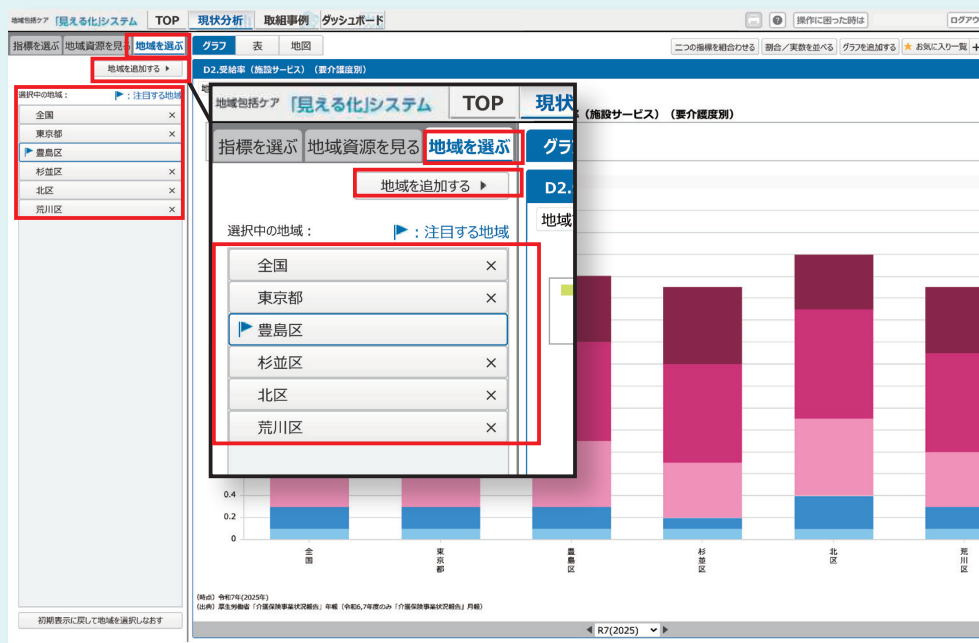 地域包括ケア「見える化」システム TOP 現状分析 取組事例 ダッシュボード 操作に困った時は ログアウ
指標を選ぶ 地域資源を見る 地域を選ぶ グラフ 表 地図 二つの指標を組合わせる 割合／実数を並べる グラフを追加する お気に入り一覧
地域を追加する
D2.受給率（施設サービス）（要介護度別）
選択中の地域： ：注目する地域
全国 ×
東京都 ×
豊島区
杉並区 ×
北区 ×
荒川区 ×
初期表示に戻して地域を選択しなおす
地域包括ケア「見える化」システム TOP 現状
指標を選ぶ 地域資源を見る 地域を選ぶ グラ
地域を追加する
D2.
地域
選択中の地域： ：注目する地域
全国 ×
東京都 ×
豊島区
杉並区 ×
北区 ×
荒川区 ×
（施設サービス）（要介護度別）
0.4
0.2
0
全国 東京都 豊島区 杉並区 北区 荒川区
(時点) 令和7年(2025年)
(出典) 厚生労働省「介護保険事業状況報告」年報（令和6,7年度のみ「介護保険事業状況報告」月報）
R7(2025)